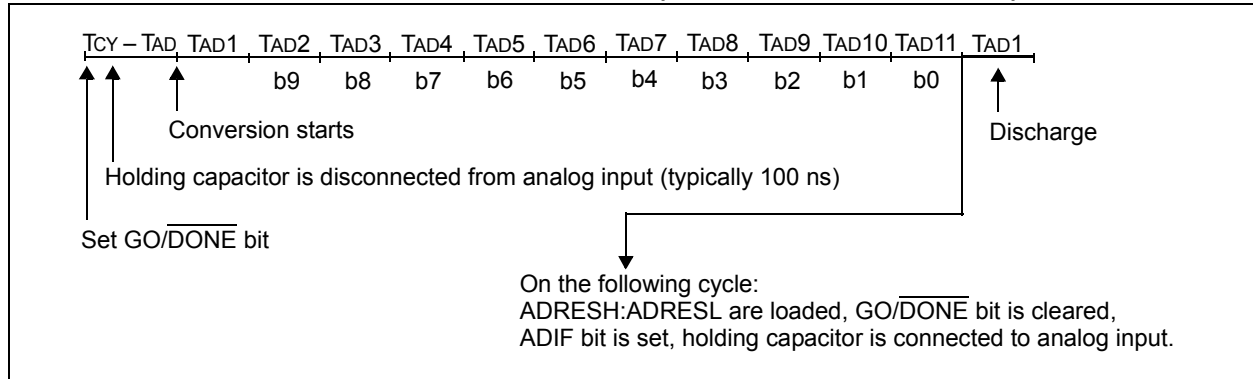 TCY – TAD TAD1 TAD2 TAD3 TAD4 TAD5 TAD6 TAD7 TAD8 TAD9 TAD10 TAD11 TAD1
b9 b8 b7 b6 b5 b4 b3 b2 b1 b0
Conversion starts
Discharge
Holding capacitor is disconnected from analog input (typically 100 ns)
Set GO/DONE bit
On the following cycle:
ADRESH:ADRESL are loaded, GO/DONE bit is cleared,
ADIF bit is set, holding capacitor is connected to analog input.